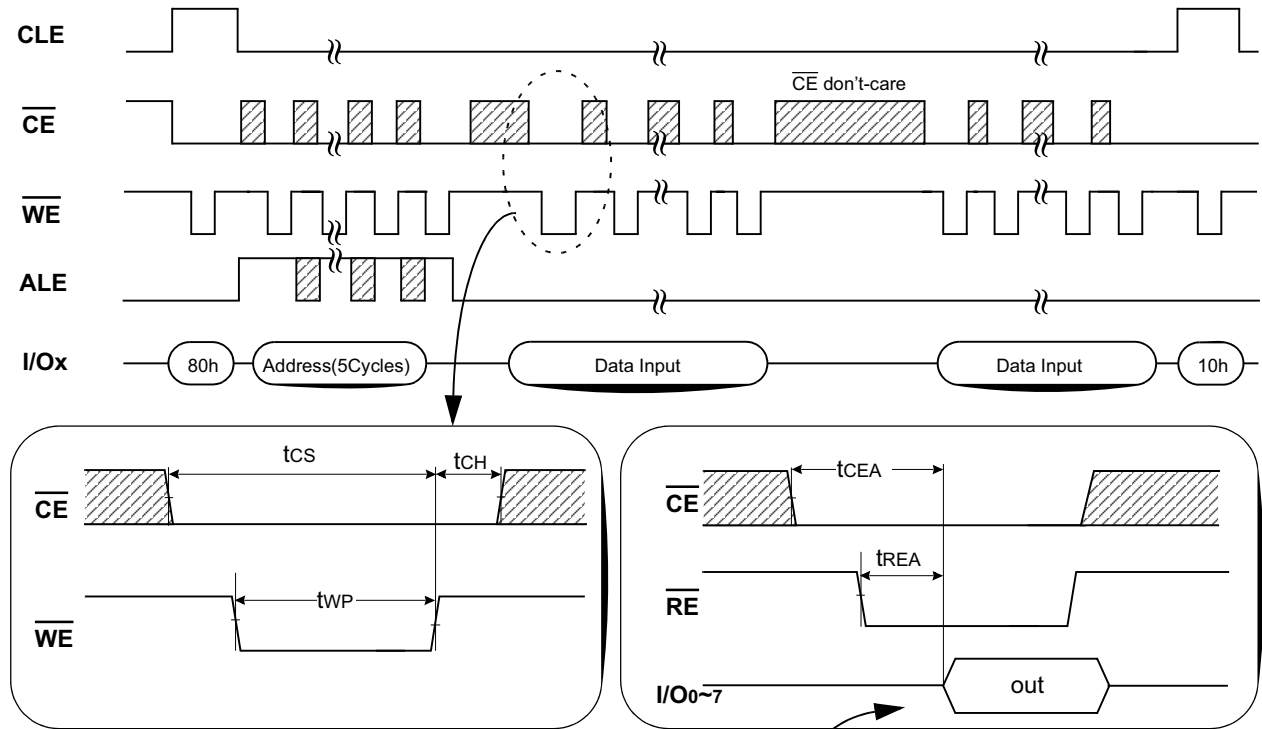 CLE
CE don't-care
CE
WE
ALE
I/Ox
80h
Address(5Cycles)
Data Input
Data Input
10h
tCS
tCH
CE
tWP
WE
tCEA
CE
tREA
RE
I/O0~7
out